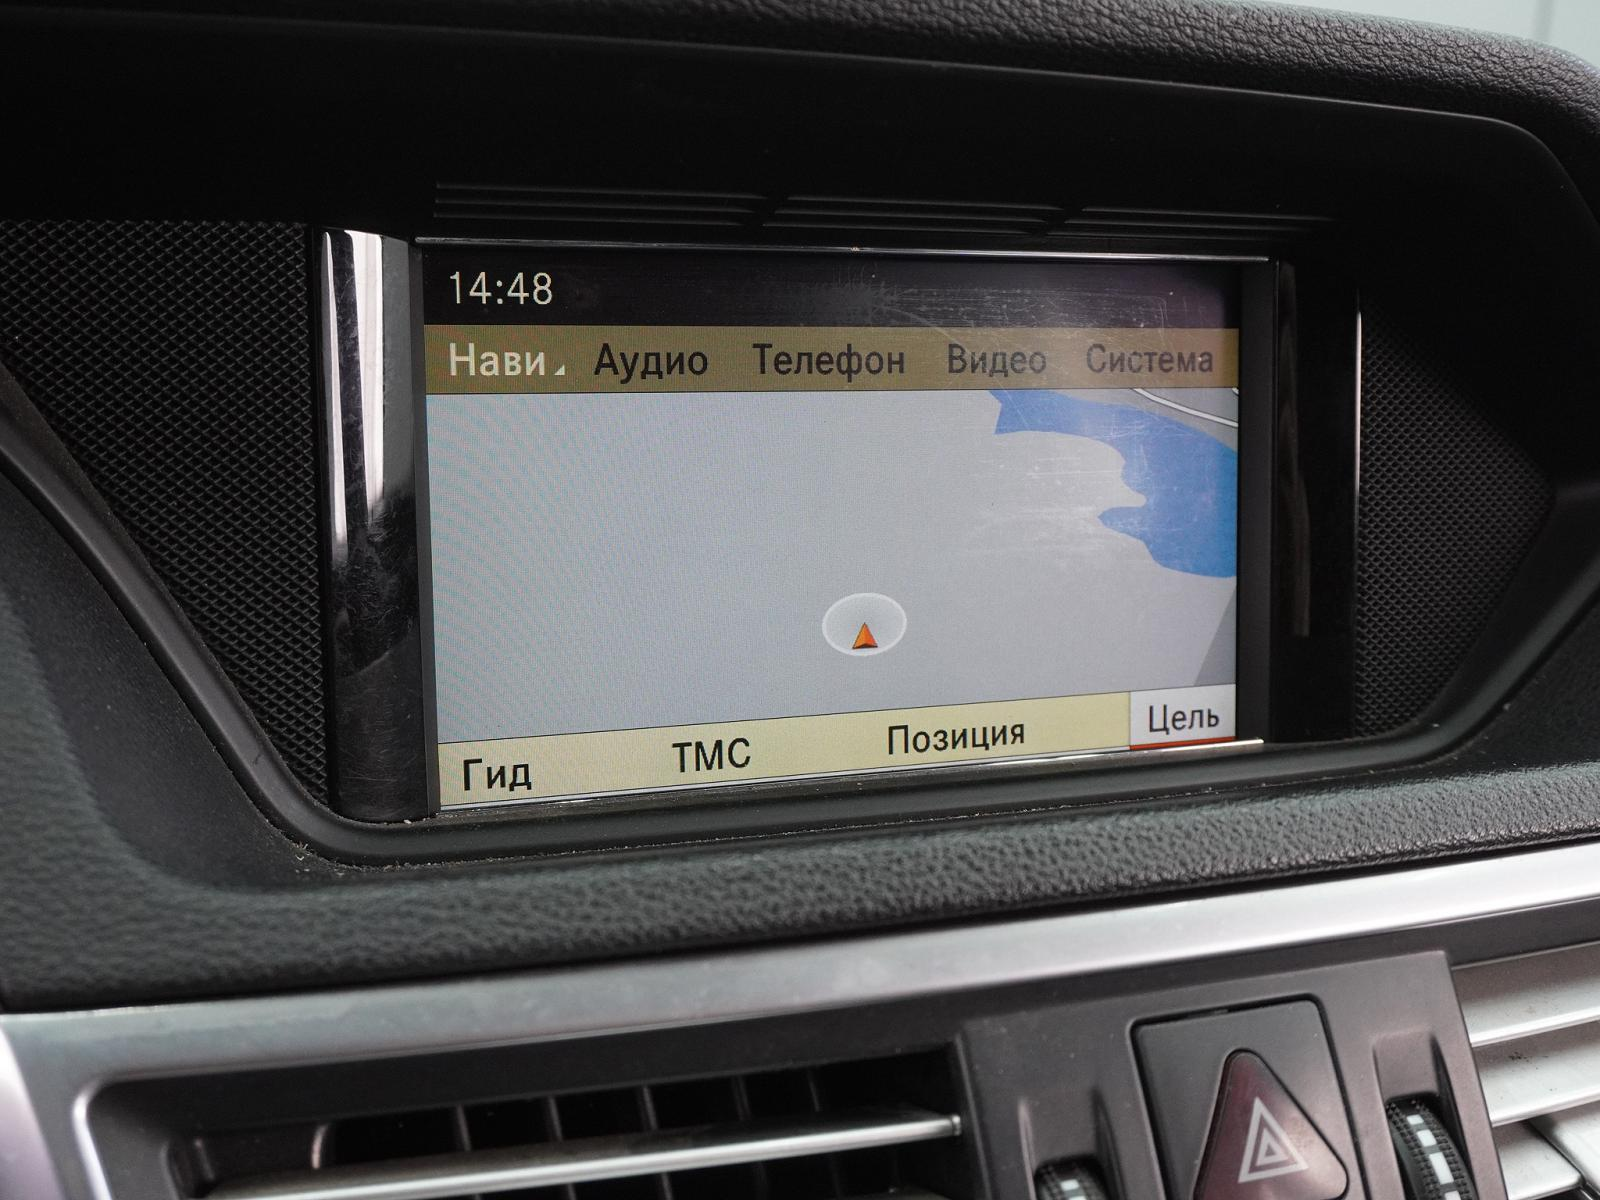 14:48
Нави Аудио Телефон Видео Система
Гид ТМС Позиция Цель